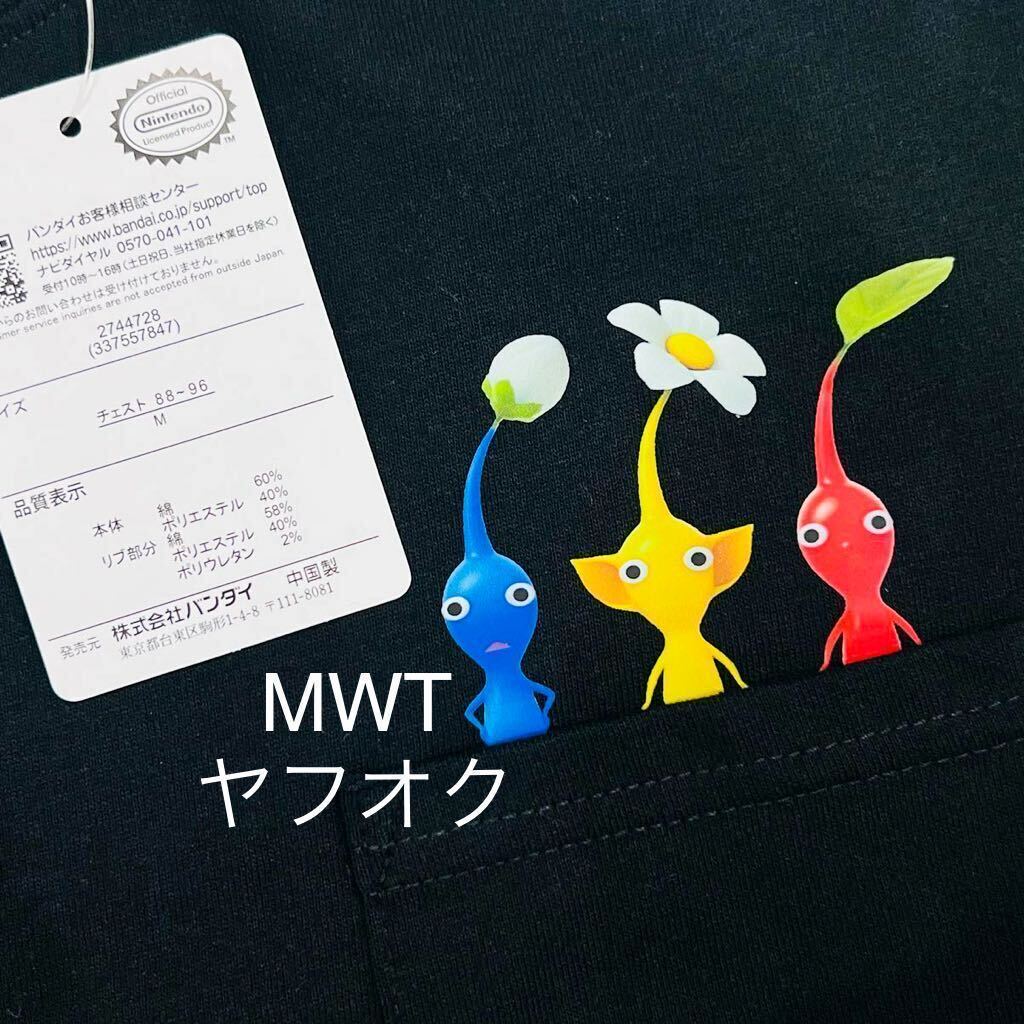 Official
Nintendo
Licensed Product
TM
バンダイお客様相談センター
https://www.bandai.co.jp/support/top
ナビダイヤル 0570-041-101
受付10時～16時(土日祝日、当社指定休業日を除く)
からのお問い合わせは受け付けておりません。
mer service inquiries are not accepted from outside Japan.
2744728
(337557847)
イズ
チェスト 88~96
M
品質表示
本体 綿 60%
ポリエステル 40%
リブ部分 綿 58%
ポリエステル 40%
ポリウレタン 2%
発売元 株式会社バンダイ 中国製
東京都台東区駒形1-4-8 〒111-8081
MWT
ヤフオク